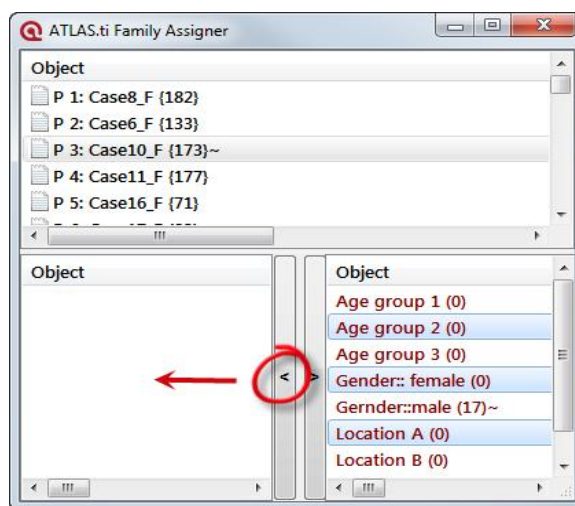 ATLAS.ti Family Assigner
Object
P 1: Case8_F {182}
P 2: Case6_F {133}
P 3: Case10_F {173}~
P 4: Case11_F {177}
P 5: Case16_F {71}
Object
Object
Age group 1 (0)
Age group 2 (0)
Age group 3 (0)
< > Gender:: female (0)
Gernder::male (17)~
Location A (0)
Location B (0)